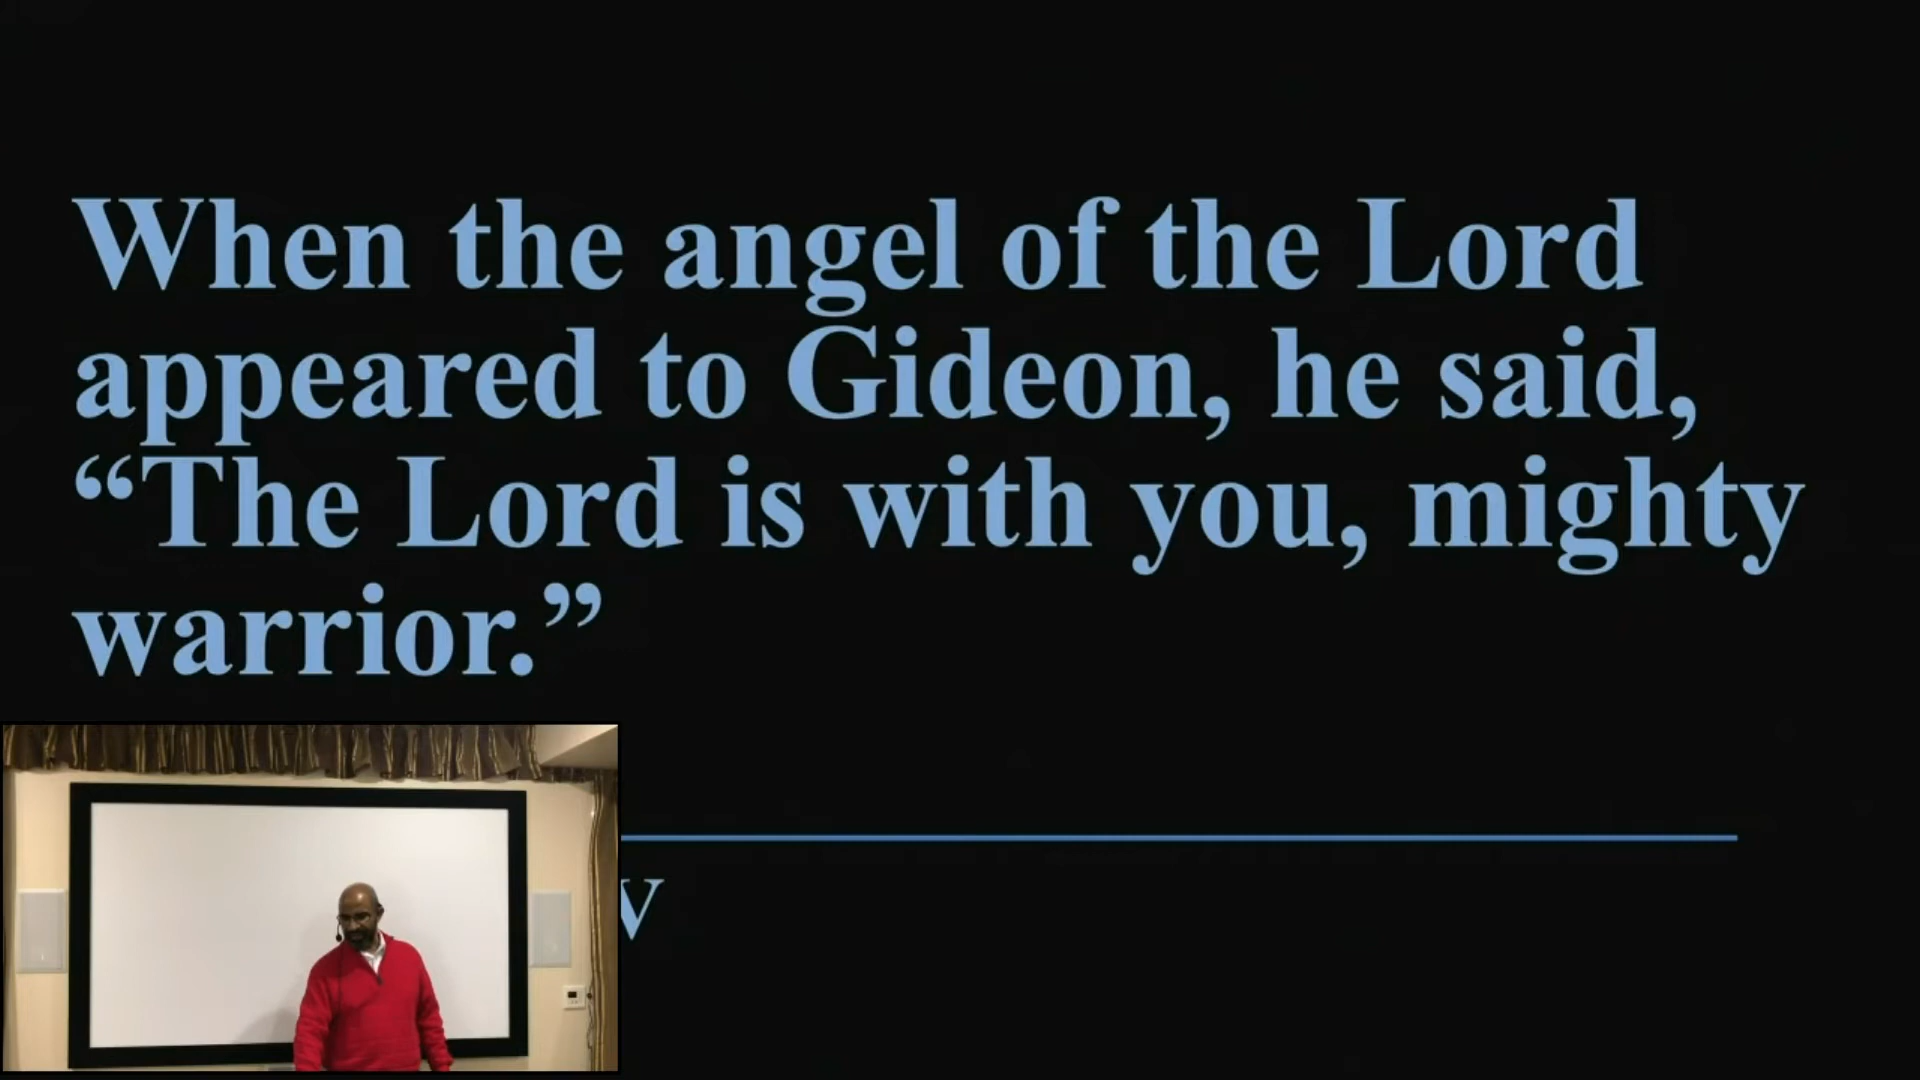 When the angel of the Lord
appeared to Gideon, he said,
“The Lord is with you, mighty
warrior.”
V